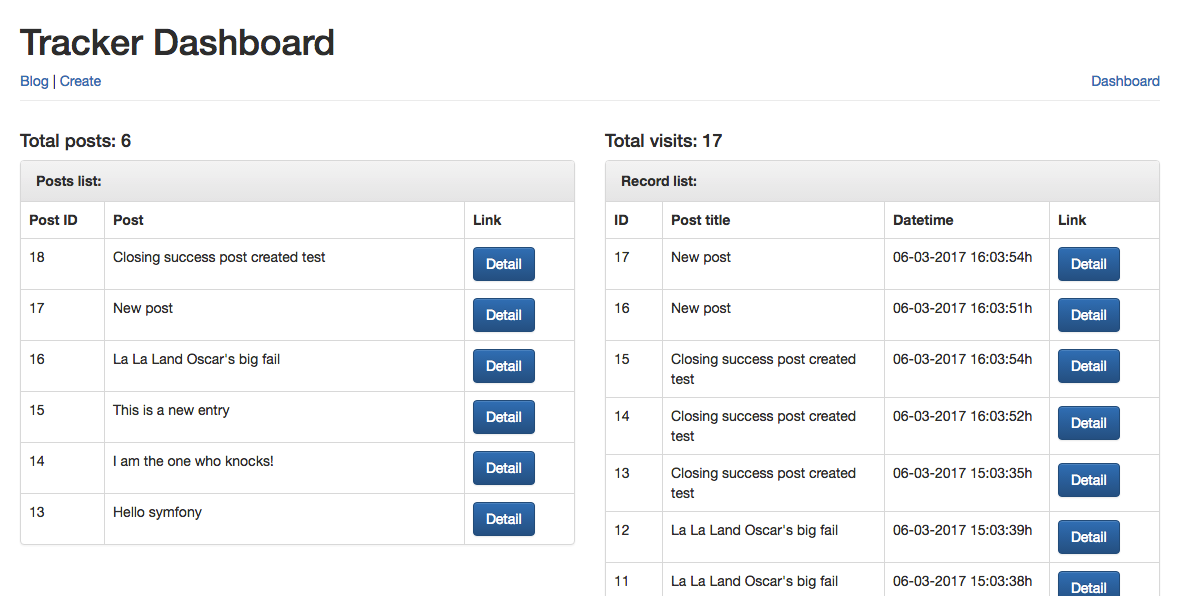 Tracker Dashboard
Blog | Create
Dashboard
Total posts: 6
Posts list:
Post ID Post Link
18 Closing success post created test Detail
17 New post Detail
16 La La Land Oscar's big fail Detail
15 This is a new entry Detail
14 I am the one who knocks! Detail
13 Hello symfony Detail
Total visits: 17
Record list:
ID Post title Datetime Link
17 New post 06-03-2017 16:03:54h Detail
16 New post 06-03-2017 16:03:51h Detail
15 Closing success post created 06-03-2017 16:03:54h Detail
test
14 Closing success post created 06-03-2017 16:03:52h Detail
test
13 Closing success post created 06-03-2017 15:03:35h Detail
test
12 La La Land Oscar's big fail 06-03-2017 15:03:39h Detail
11 La La Land Oscar's big fail 06-03-2017 15:03:38h Detail